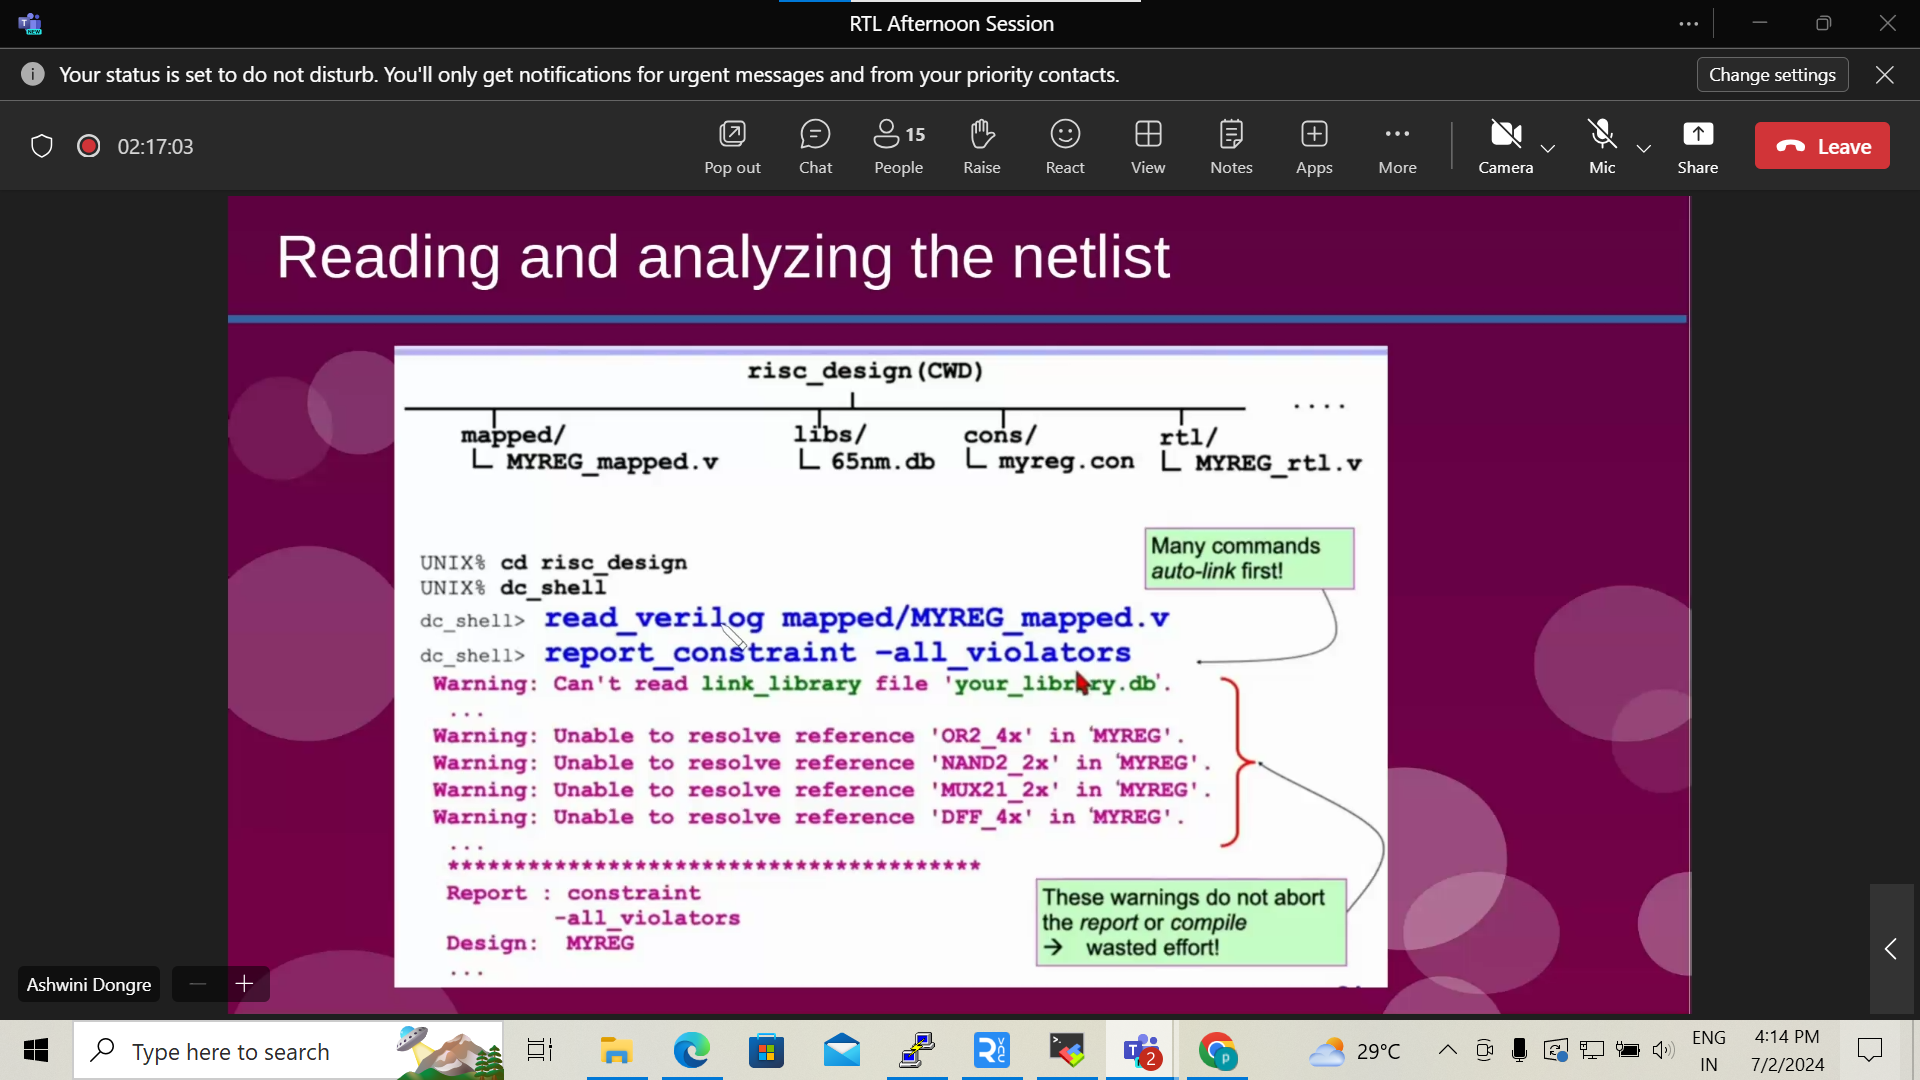 RTL Afternoon Session
Your status is set to do not disturb. You'll only get notifications for urgent messages and from your priority contacts.
Change settings
02:17:03
Pop out
Chat
15
People
Raise
React
View
Notes
Apps
More
Camera
Mic
Share
Leave
Reading and analyzing the netlist
risc_design(CWD)
....
mapped/ libs/ cons/ rtl/
MYREG_mapped.v 65nm.db myreg.con MYREG_rtl.v
Many commands
auto-link first!
UNIX% cd risc_design
UNIX% dc_shell
dc_shell> read_verilog mapped/MYREG_mapped.v
dc_shell> report_constraint -all_violators
Warning: Can't read link_library file 'your_library.db'.
...
Warning: Unable to resolve reference 'OR2_4x' in 'MYREG'.
Warning: Unable to resolve reference 'NAND2_2x' in 'MYREG'.
Warning: Unable to resolve reference 'MUX21_2x' in 'MYREG'.
Warning: Unable to resolve reference 'DFF_4x' in 'MYREG'.
...
****************************************
Report : constraint
-all_violators
Design: MYREG
...
These warnings do not abort
the report or compile
→ wasted effort!
Ashwini Dongre
Type here to search
2
29°C
ENG
IN
4:14 PM
7/2/2024